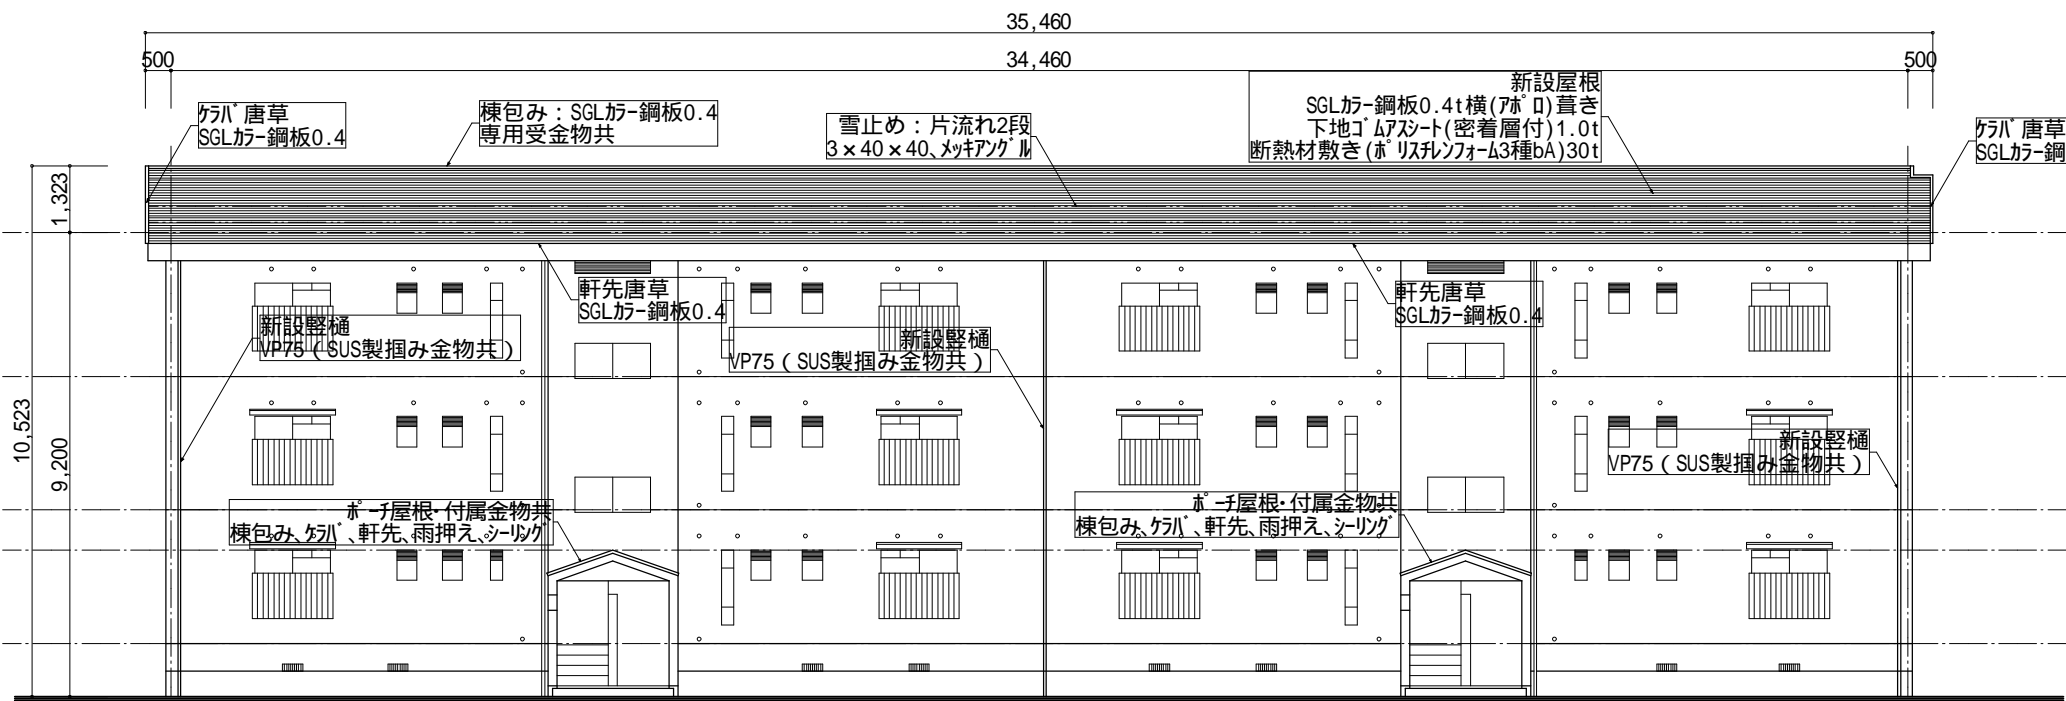 35,460
500
34,460
500
ｹﾗﾊﾞ唐草
SGLｶﾗｰ鋼板0.4
棟包み：SGLｶﾗｰ鋼板0.4
専用受金物共
雪止め：片流れ2段
3×40×40、ﾒｯｷｱﾝｸﾞﾙ
新設屋根
SGLｶﾗｰ鋼板0.4t横(ｱﾎﾟﾛ)葺き
下地ｺﾞﾑｱｽｼｰﾄ(密着層付)1.0t
断熱材敷き(ﾎﾟﾘｽﾁﾚﾝﾌｫｰﾑ3種bA)30t
ｹﾗﾊﾞ唐草
SGLｶﾗｰ鋼
1,323
10,523
9,200
軒先唐草
SGLｶﾗｰ鋼板0.4
軒先唐草
SGLｶﾗｰ鋼板0.4
新設竪樋
VP75（SUS製掴み金物共）
新設竪樋
VP75（SUS製掴み金物共）
新設竪樋
VP75（SUS製掴み金物共）
ﾎﾟｰﾁ屋根･付属金物共
棟包み､ｹﾗﾊﾞ､軒先､雨押え､ｼｰﾘﾝｸﾞ
ﾎﾟｰﾁ屋根･付属金物共
棟包み､ｹﾗﾊﾞ､軒先､雨押え､ｼｰﾘﾝｸﾞ